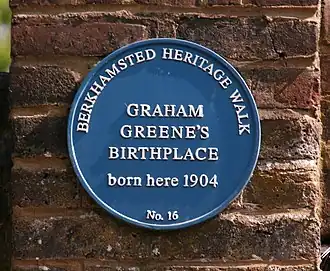 BERKHAMSTED HERITAGE WALK
GRAHAM
GREENE'S
BIRTHPLACE
born here 1904
No. 16